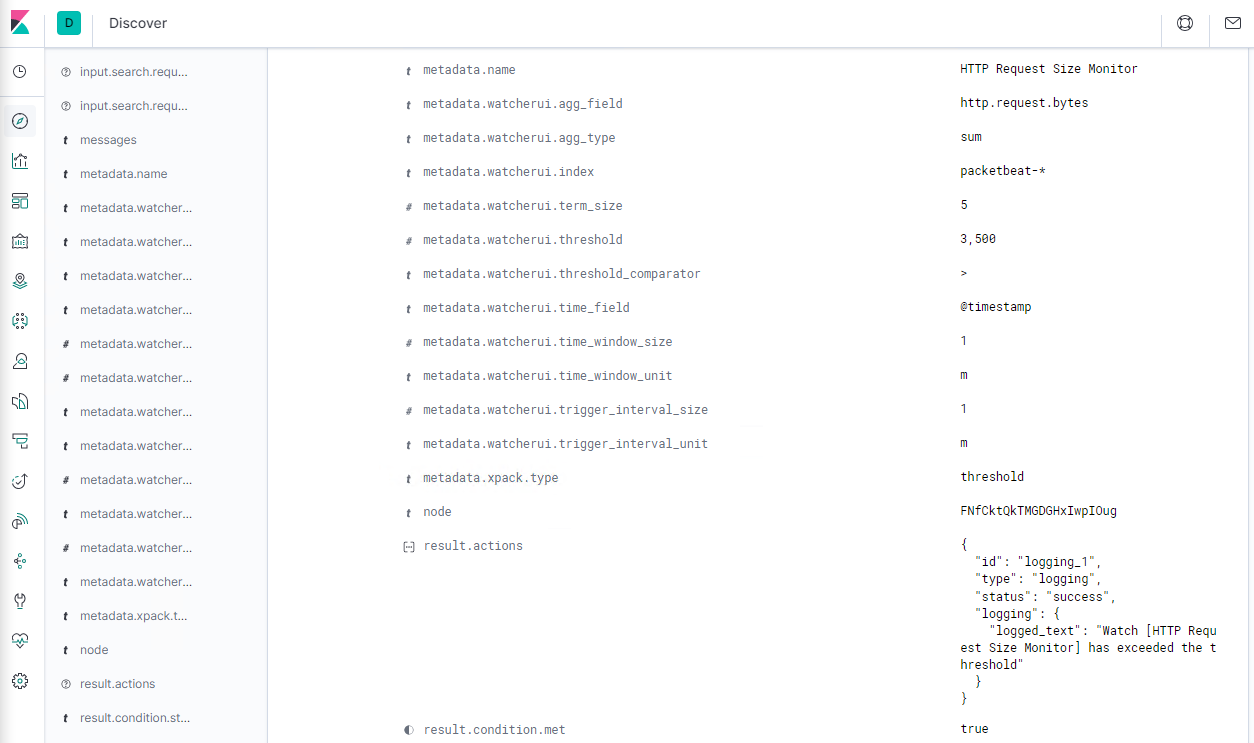 D Discover
input.search.requ...
input.search.requ...
t messages
t metadata.name
t metadata.watcher...
t metadata.watcher...
t metadata.watcher...
t metadata.watcher...
# metadata.watcher...
# metadata.watcher...
t metadata.watcher...
t metadata.watcher...
# metadata.watcher...
t metadata.watcher...
# metadata.watcher...
t metadata.watcher...
t metadata.xpack.t...
t node
result.actions
t result.condition.st...
t metadata.name HTTP Request Size Monitor
t metadata.watcherui.agg_field http.request.bytes
t metadata.watcherui.agg_type sum
t metadata.watcherui.index packetbeat-*
# metadata.watcherui.term_size 5
# metadata.watcherui.threshold 3,500
t metadata.watcherui.threshold_comparator >
t metadata.watcherui.time_field @timestamp
# metadata.watcherui.time_window_size 1
t metadata.watcherui.time_window_unit m
# metadata.watcherui.trigger_interval_size 1
t metadata.watcherui.trigger_interval_unit m
t metadata.xpack.type threshold
t node FNfCktQkTMGDGHxIwpIOug
result.actions {
"id": "logging_1",
"type": "logging",
"status": "success",
"logging": {
"logged_text": "Watch [HTTP Requ
est Size Monitor] has exceeded the t
hreshold"
}
}
result.condition.met true